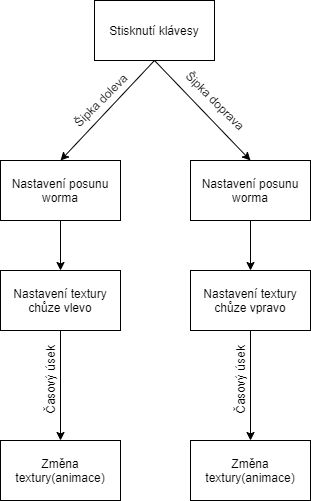 Stisknutí klávesy
Šipka doleva
Šipka doprava
Nastavení posunu
worma
Nastavení posunu
worma
Nastavení textury
chůze vlevo
Nastavení textury
chůze vpravo
Časový úsek
Časový úsek
Změna
textury(animace)
Změna
textury(animace)